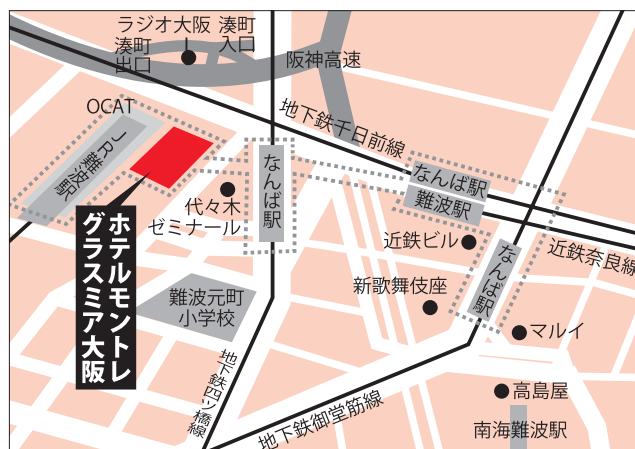 ラジオ大阪
湊町
入口
湊町
出口
阪神高速
OCAT
地下鉄千日前線
JR難波駅
なんば駅
なんば駅
難波駅
代々木
ゼミナール
近鉄ビル
近鉄奈良線
なんば駅
ホテルモントレ
グラスミア大阪
難波元町
小学校
新歌舞伎座
マルイ
地下鉄四ツ橋線
地下鉄御堂筋線
高島屋
南海難波駅